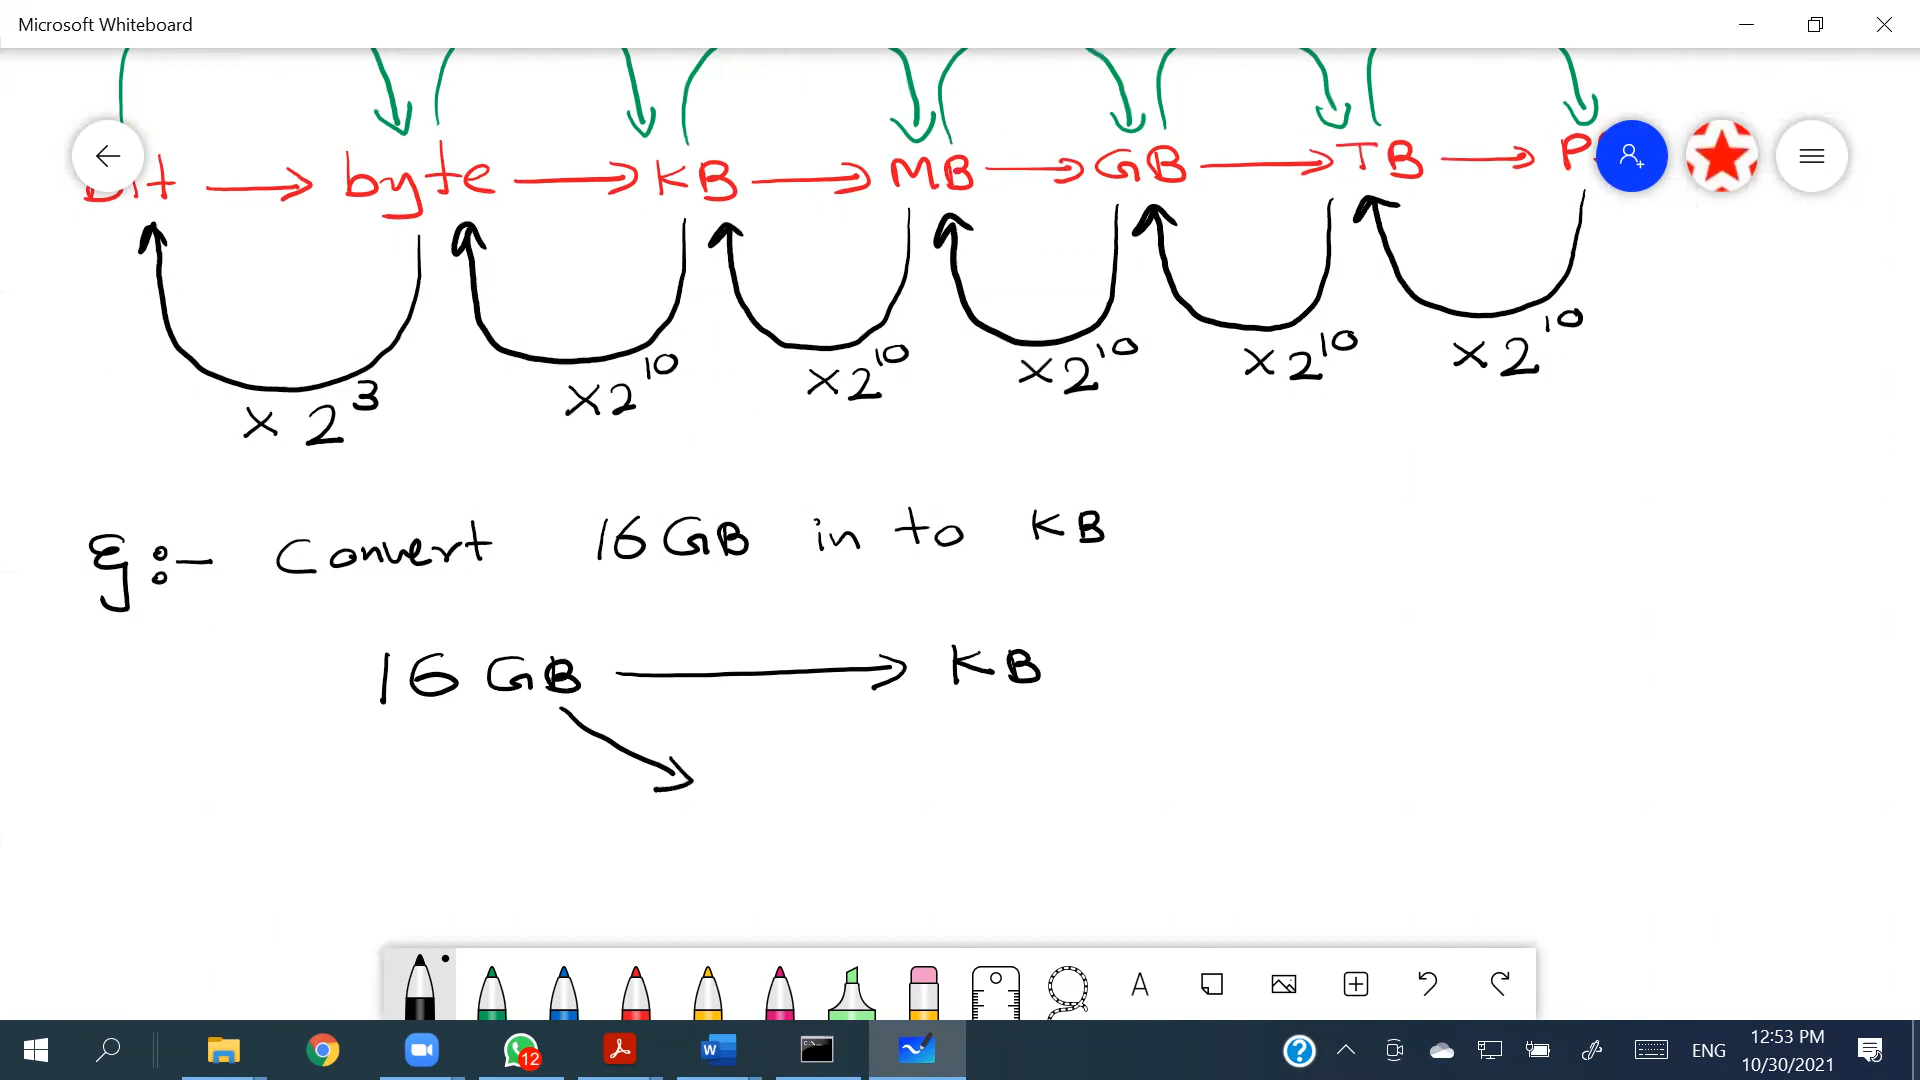 Microsoft Whiteboard
bit → byte → KB → MB → GB → TB → P
× 2³ ×2¹⁰ ×2¹⁰ ×2¹⁰ ×2¹⁰ ×2¹⁰
Eg:- Convert 16 GB in to KB
16 GB → KB
A
12
W
ENG
12:53 PM
10/30/2021